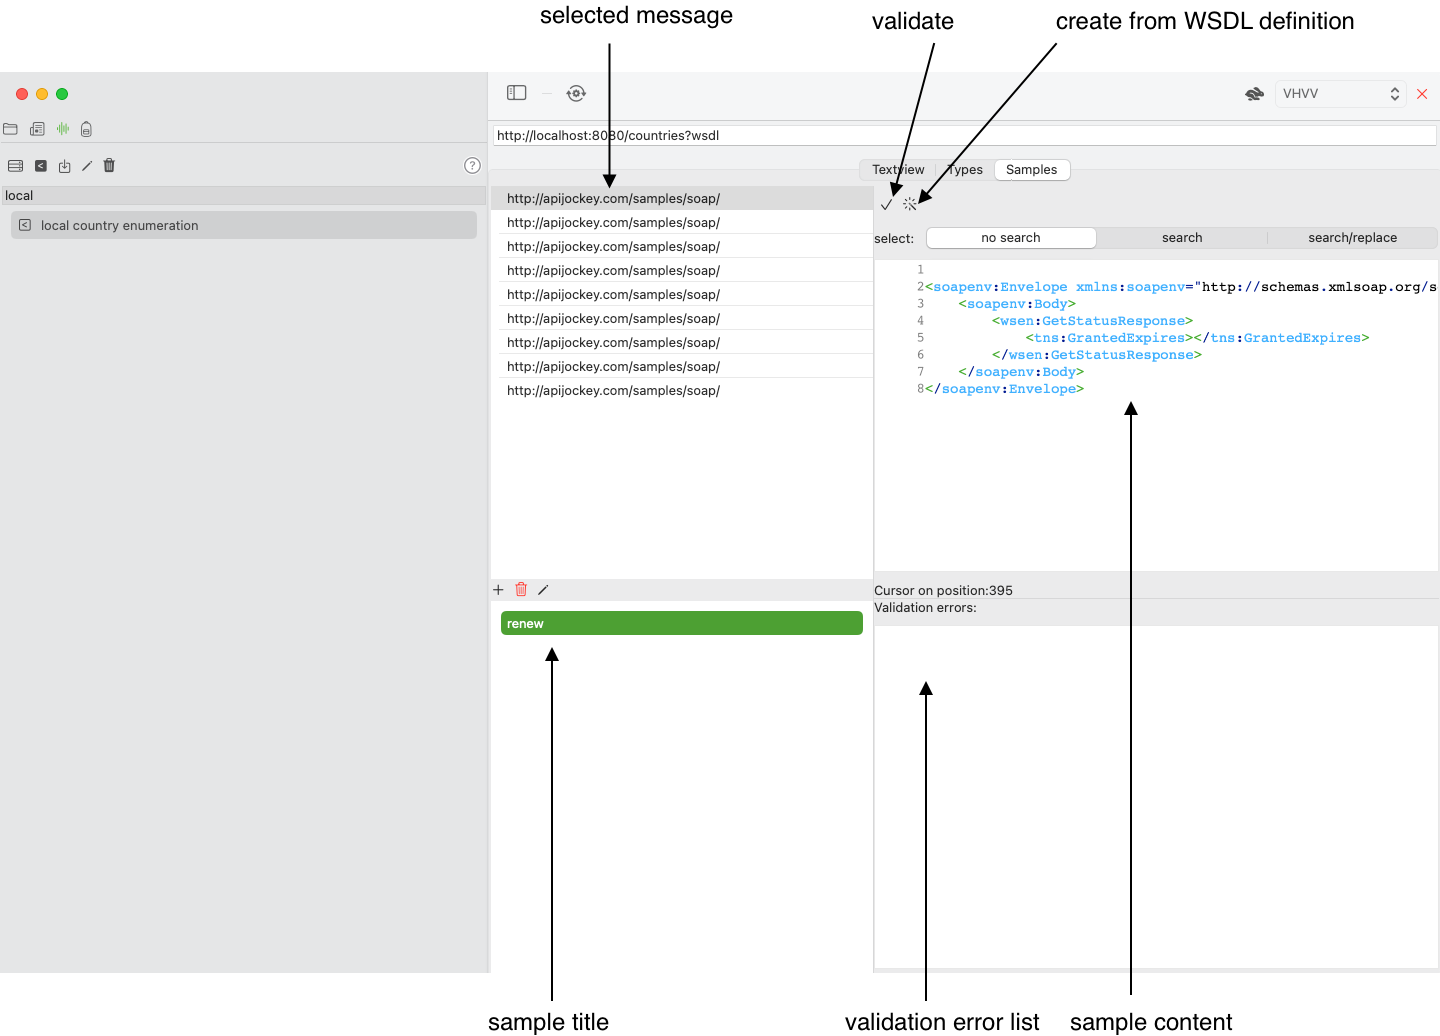 selected message
validate
create from WSDL definition
VHVV
http://localhost:8080/countries?wsdl
?
Textview
Types
Samples
local
local country enumeration
http://apijockey.com/samples/soap/
http://apijockey.com/samples/soap/
http://apijockey.com/samples/soap/
http://apijockey.com/samples/soap/
http://apijockey.com/samples/soap/
http://apijockey.com/samples/soap/
http://apijockey.com/samples/soap/
http://apijockey.com/samples/soap/
http://apijockey.com/samples/soap/
select:
no search
search
search/replace
1
2<soapenv:Envelope xmlns:soapenv="http://schemas.xmlsoap.org/s
3    <soapenv:Body>
4        <wsen:GetStatusResponse>
5            <tns:GrantedExpires></tns:GrantedExpires>
6        </wsen:GetStatusResponse>
7    </soapenv:Body>
8</soapenv:Envelope>
Cursor on position:395
Validation errors:
renew
sample title
validation error list
sample content